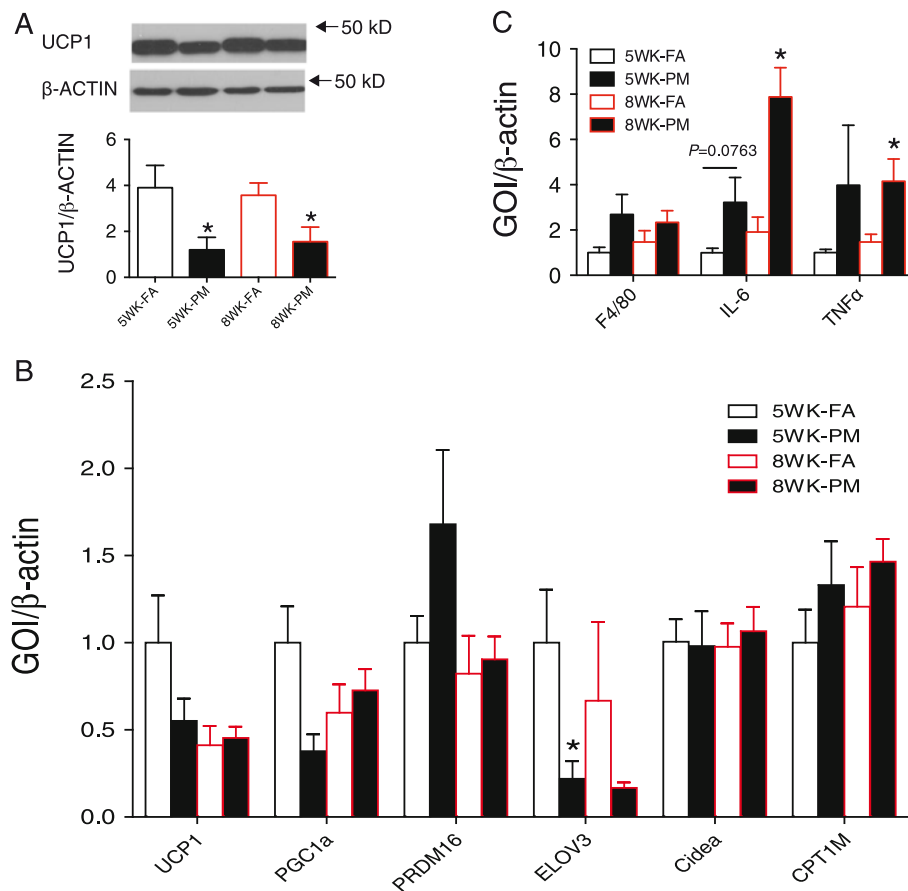 A
UCP1
50 kD
β-ACTIN
50 kD
UCP1/β-ACTIN
6
4
2
0
5WK-FA
5WK-PM
8WK-FA
8WK-PM
*
*
C
GOI/β-actin
10
8
6
4
2
0
5WK-FA
5WK-PM
8WK-FA
8WK-PM
P=0.0763
*
*
F4/80
IL-6
TNFα
B
GOI/β-actin
2.5
2.0
1.5
1.0
0.5
0.0
5WK-FA
5WK-PM
8WK-FA
8WK-PM
*
UCP1
PGC1a
PRDM16
ELOV3
Cidea
CPT1M